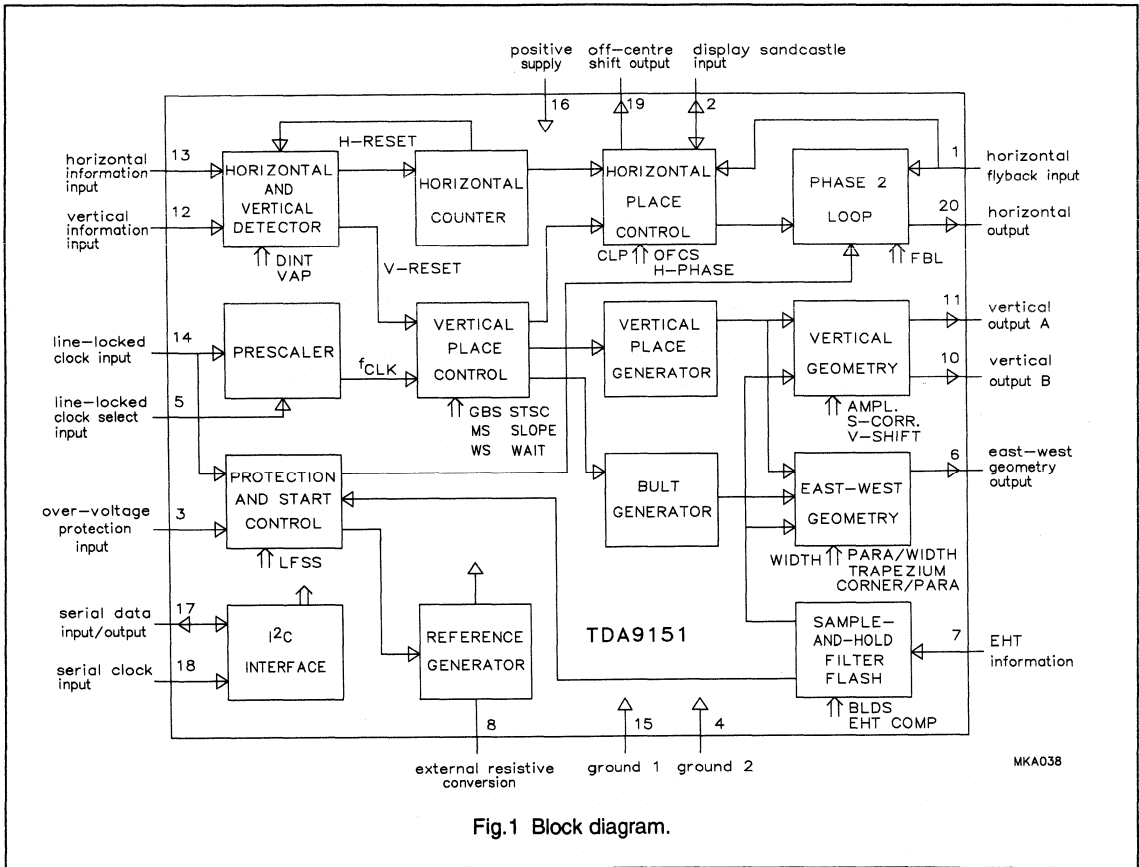 positive supply
off-centre shift output
display sandcastle input
16
19
2
horizontal information input
13
H-RESET
HORIZONTAL AND VERTICAL DETECTOR
HORIZONTAL COUNTER
HORIZONTAL PLACE CONTROL
PHASE 2 LOOP
1
horizontal flyback input
vertical information input
12
20
horizontal output
DINT
VAP
V-RESET
CLP
OFCS
H-PHASE
FBL
line-locked clock input
14
PRESCALER
fCLK
VERTICAL PLACE CONTROL
VERTICAL PLACE GENERATOR
VERTICAL GEOMETRY
11
vertical output A
10
vertical output B
line-locked clock select input
5
GBS STSC
MS SLOPE
WS WAIT
AMPL.
S-CORR.
V-SHIFT
PROTECTION AND START CONTROL
BULT GENERATOR
EAST-WEST GEOMETRY
6
east-west geometry output
over-voltage protection input
3
LFSS
WIDTH
PARA/WIDTH
TRAPEZIUM
CORNER/PARA
serial data input/output
17
I2C INTERFACE
REFERENCE GENERATOR
TDA9151
SAMPLE-AND-HOLD FILTER FLASH
7
EHT information
serial clock input
18
BLDS
EHT COMP
8
15
4
external resistive conversion
ground 1
ground 2
MKA038
Fig.1 Block diagram.